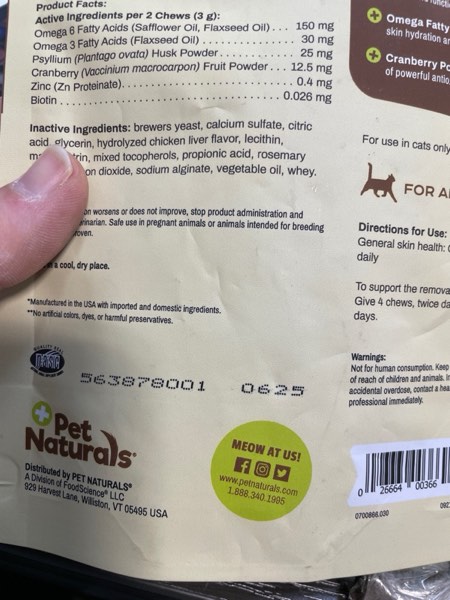 Product Facts:
Active Ingredients per 2 Chews (3 g):
Omega 6 Fatty Acids (Safflower Oil, Flaxseed Oil) . . . 150 mg
Omega 3 Fatty Acids (Flaxseed Oil) . . . . . . . . . . . . . . . 30 mg
Psyllium (Plantago ovata) Husk Powder . . . . . . . . . . . . 25 mg
Cranberry (Vaccinium macrocarpon) Fruit Powder . . . 12.5 mg
Zinc (Zn Proteinate) . . . . . . . . . . . . . . . . . . . . . . . . . 0.4 mg
Biotin . . . . . . . . . . . . . . . . . . . . . . . . . . . . . . . . . . 0.026 mg
Inactive Ingredients: brewers yeast, calcium sulfate, citric
acid, glycerin, hydrolyzed chicken liver flavor, lecithin,
trin, mixed tocopherols, propionic acid, rosemary
on dioxide, sodium alginate, vegetable oil, whey.
on worsens or does not improve, stop product administration and
rinarian. Safe use in pregnant animals or animals intended for breeding
oven.
a cool, dry place.
*Manufactured in the USA with imported and domestic ingredients.
**No artificial colors, dyes, or harmful preservatives.
563878001 0625
Pet
Naturals®
Distributed by PET NATURALS®
A Division of FoodScience® LLC
929 Harvest Lane, Williston, VT 05495 USA
MEOW AT US!
www.petnaturals.com
1.888.340.1995
Omega Fatty
skin hydration an
Cranberry Po
of powerful antio
For use in cats only
FOR A
Directions for Use:
General skin health:
daily
To support the remova
Give 4 chews, twice da
days.
Warnings:
Not for human consumption. Keep
of reach of children and animals. In
accidental overdose, contact a hea
professional immediately.
0 26664 00366
0700866.030